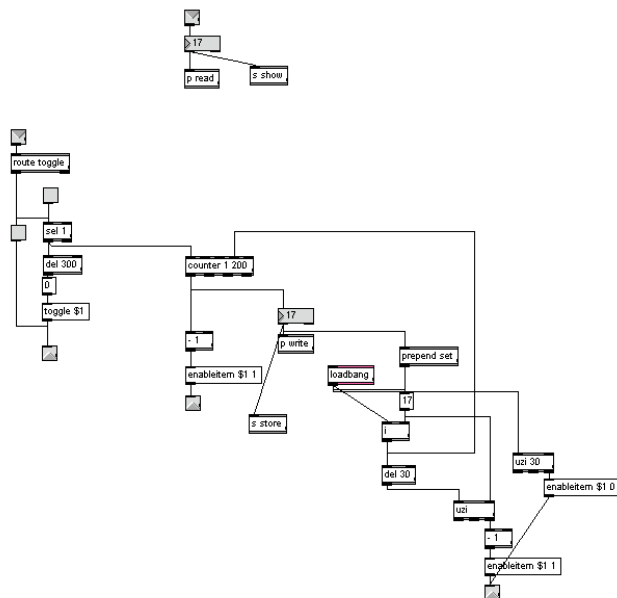 17
p read
s show
route toggle
sel 1
del 300
counter 1 200
0
toggle $1
17
- 1
p write
prepend set
loadbang
enableitem $1 1
17
s store
i
uzi 30
del 30
enableitem $1 0
uzi
- 1
enableitem $1 1